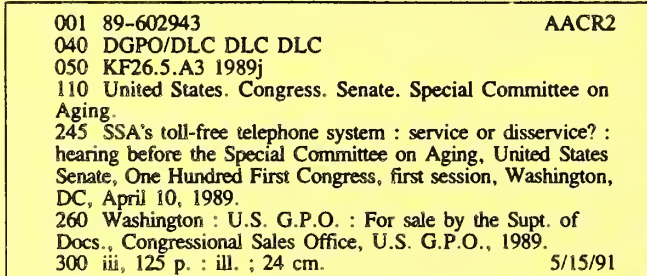 001 89-602943 AACR2
040 DGPO/DLC DLC DLC
050 KF26.5.A3 1989j
110 United States. Congress. Senate. Special Committee on
Aging.
245 SSA's toll-free telephone system : service or disservice? :
hearing before the Special Committee on Aging, United States
Senate, One Hundred First Congress, first session, Washington,
DC, April 10, 1989.
260 Washington : U.S. G.P.O. : For sale by the Supt. of
Docs., Congressional Sales Office, U.S. G.P.O., 1989.
300 iii, 125 p. : ill. ; 24 cm. 5/15/91